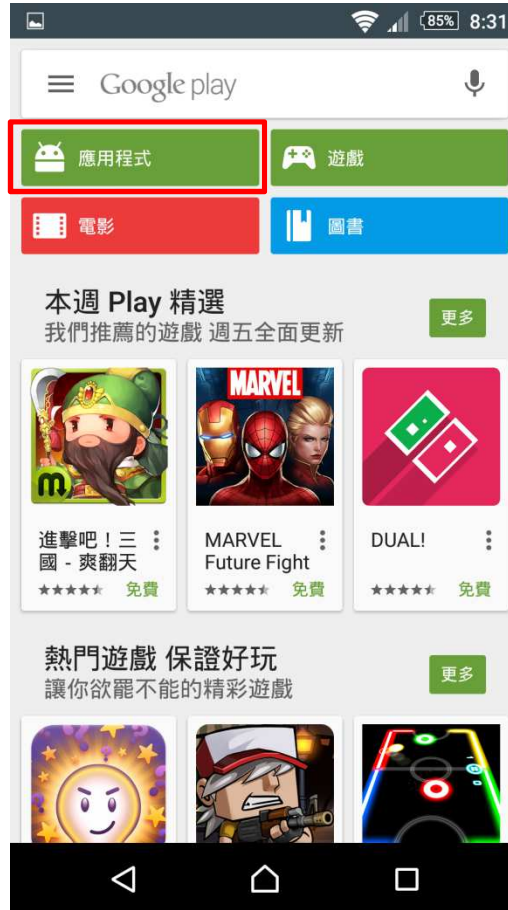 85% 8:31
Google play
應用程式
遊戲
電影
圖書
本週 Play 精選
我們推薦的遊戲 週五全面更新
更多
MARVEL
m
進擊吧！三
國 - 爽翻天
免費
MARVEL
Future Fight
免費
DUAL!
免費
熱門遊戲 保證好玩
讓你欲罷不能的精彩遊戲
更多